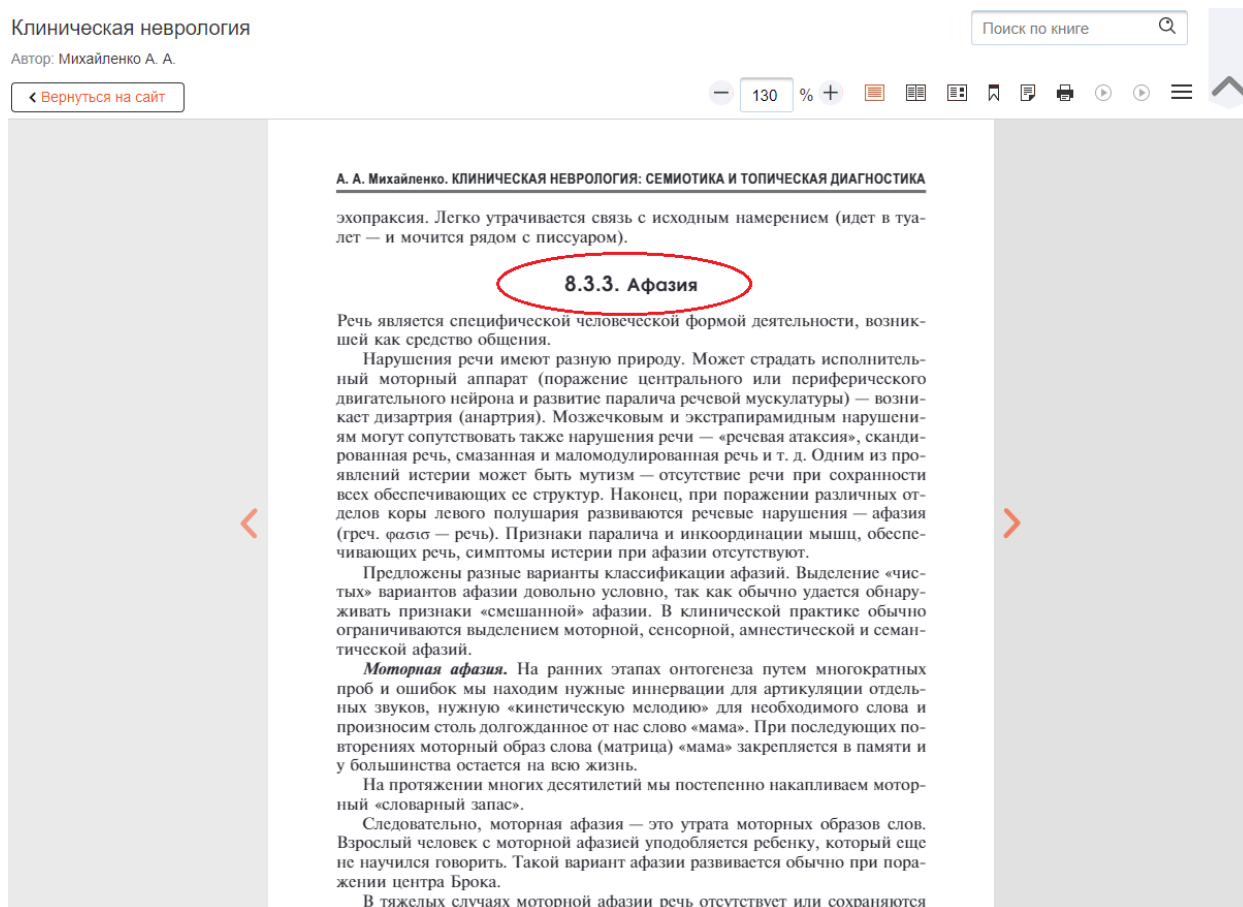 Клиническая неврология
Поиск по книге
Автор: Михайленко А. А.
Вернуться на сайт
130 %
А. А. Михайленко. КЛИНИЧЕСКАЯ НЕВРОЛОГИЯ: СЕМИОТИКА И ТОПИЧЕСКАЯ ДИАГНОСТИКА
эхопраксия. Легко утрачивается связь с исходным намерением (идет в туа-
лет — и мочится рядом с писсуаром).
8.3.3. Афазия
Речь является специфической человеческой формой деятельности, возник-
шей как средство общения.
Нарушения речи имеют разную природу. Может страдать исполнитель-
ный моторный аппарат (поражение центрального или периферического
двигательного нейрона и развитие паралича речевой мускулатуры) — возни-
кает дизартрия (анартрия). Мозжечковым и экстрапирамидным нарушени-
ям могут сопутствовать также нарушения речи — «речевая атаксия», сканди-
рованная речь, смазанная и маломодулированная речь и т. д. Одним из про-
явлений истерии может быть мутизм — отсутствие речи при сохранности
всех обеспечивающих ее структур. Наконец, при поражении различных от-
делов коры левого полушария развиваются речевые нарушения — афазия
(греч. φασισ — речь). Признаки паралича и инкоординации мышц, обеспе-
чивающих речь, симптомы истерии при афазии отсутствуют.
Предложены разные варианты классификации афазий. Выделение «чис-
тых» вариантов афазии довольно условно, так как обычно удается обнару-
живать признаки «смешанной» афазии. В клинической практике обычно
ограничиваются выделением моторной, сенсорной, амнестической и семан-
тической афазий.
Моторная афазия. На ранних этапах онтогенеза путем многократных
проб и ошибок мы находим нужные иннервации для артикуляции отдель-
ных звуков, нужную «кинетическую мелодию» для необходимого слова и
произносим столь долгожданное от нас слово «мама». При последующих по-
вторениях моторный образ слова (матрица) «мама» закрепляется в памяти и
у большинства остается на всю жизнь.
На протяжении многих десятилетий мы постепенно накапливаем мотор-
ный «словарный запас».
Следовательно, моторная афазия — это утрата моторных образов слов.
Взрослый человек с моторной афазией уподобляется ребенку, который еще
не научился говорить. Такой вариант афазии развивается обычно при пора-
жении центра Брока.
В тяжелых случаях моторной афазии речь отсутствует или сохраняются